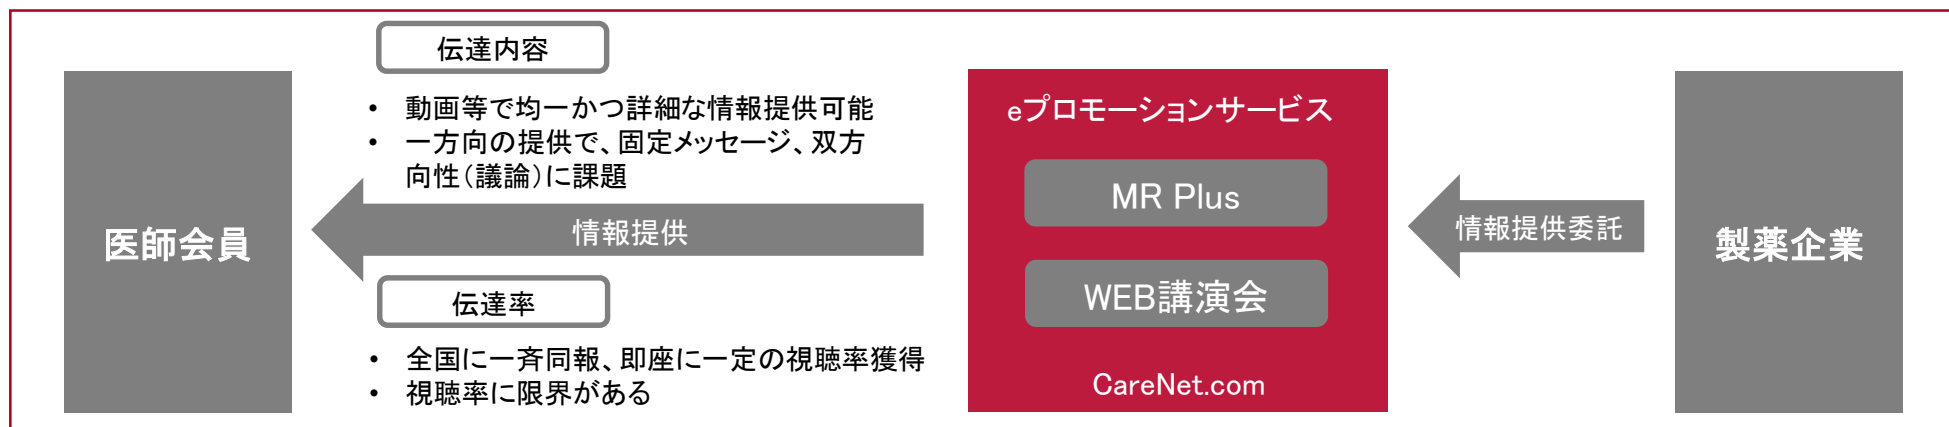 医師会員
伝達内容
• 動画等で均一かつ詳細な情報提供可能
• 一方向の提供で、固定メッセージ、双方
向性（議論）に課題
情報提供
伝達率
• 全国に一斉同報、即座に一定の視聴率獲得
• 視聴率に限界がある
eプロモーションサービス
MR Plus
WEB講演会
CareNet.com
情報提供委託
製薬企業